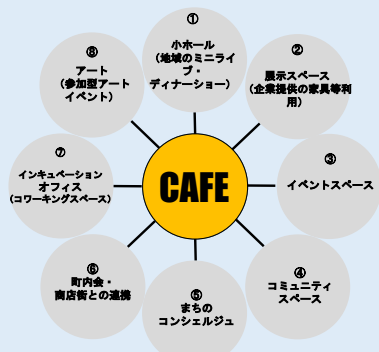 ①
小ホール
(地域のミニライ
ブ・
ディナーショー)
②
展示スペース
(企業提供の家具等利
用)
③
イベントスペース
④
コミュニティ
スペース
⑤
まちの
コンシェルジュ
⑥
町内会・
商店街との連携
⑦
インキュベーション
オフィス
(コワーキングスペース)
⑧
アート
(参加型アート
イベント)
CAFE